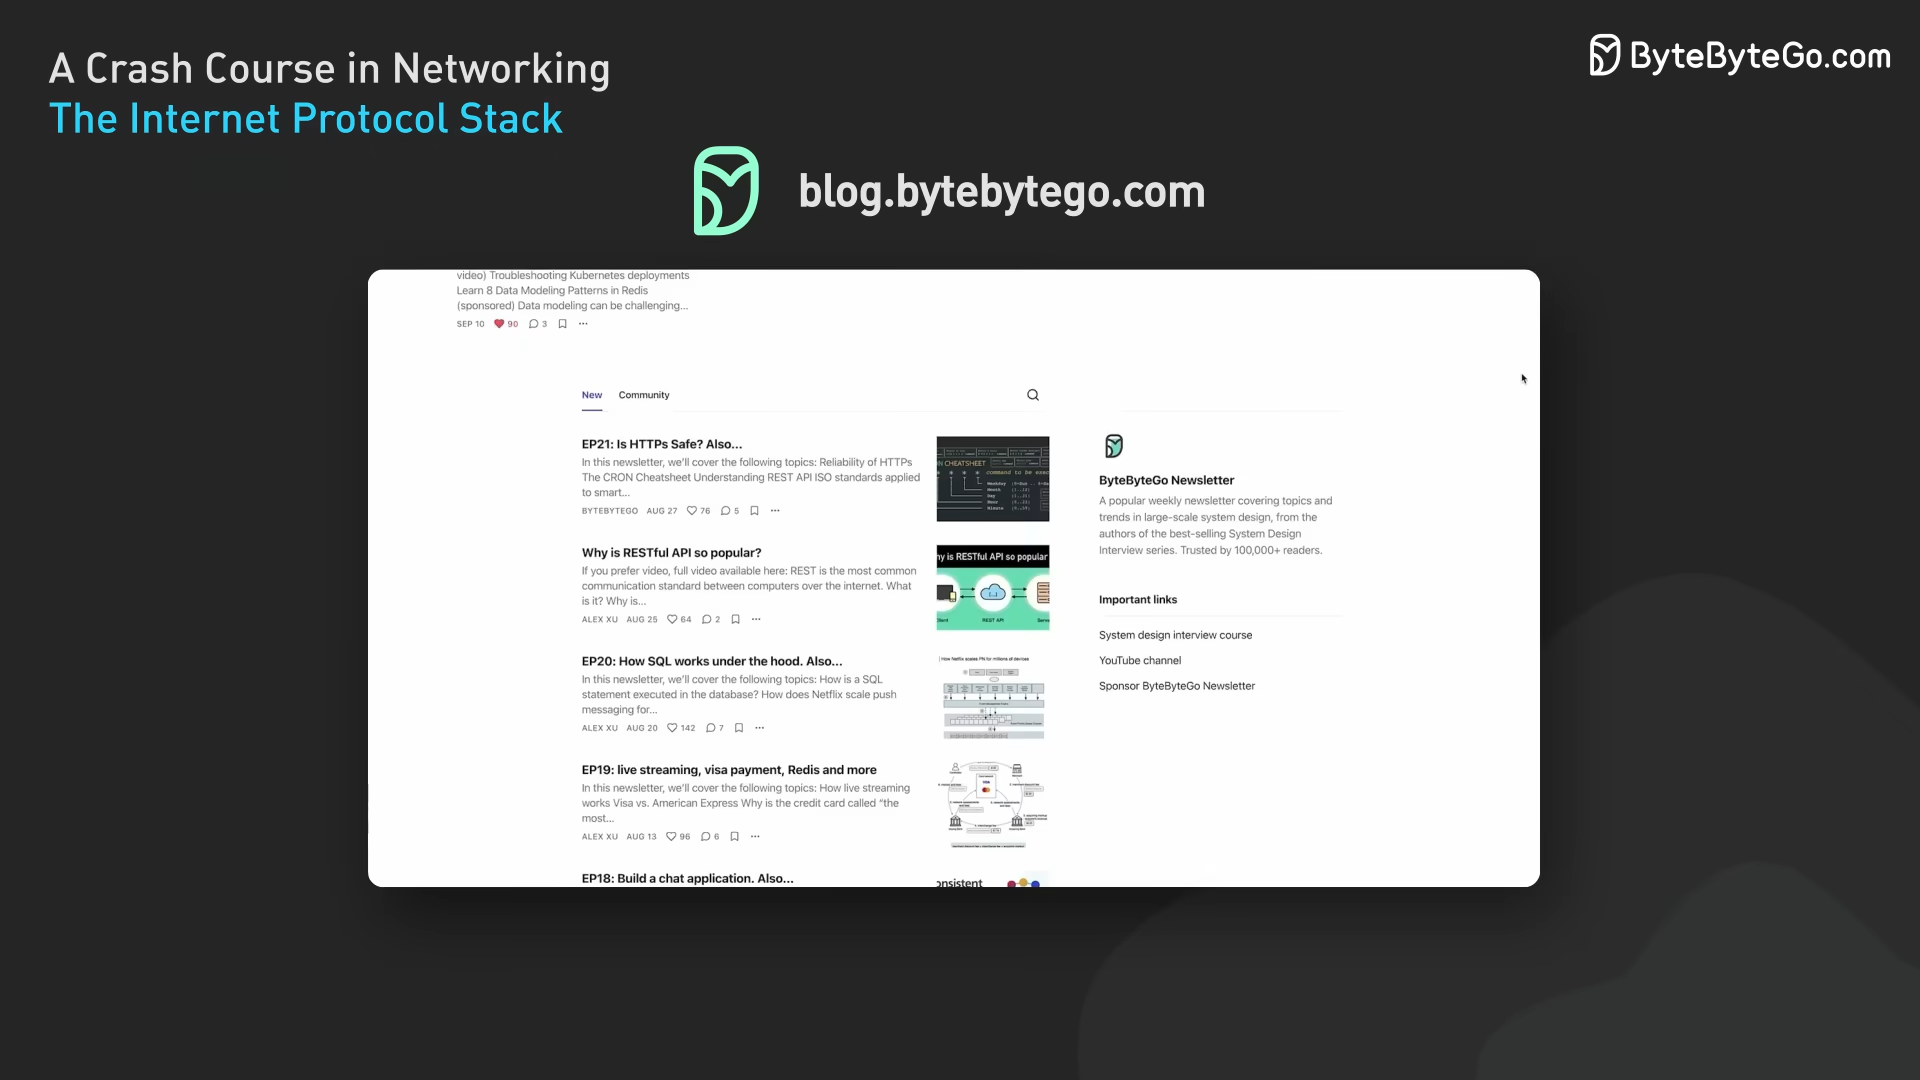 A Crash Course in Networking
The Internet Protocol Stack
ByteByteGo.com
blog.bytebytego.com
video) Troubleshooting Kubernetes deployments
Learn 8 Data Modeling Patterns in Redis
(sponsored) Data modeling can be challenging...
SEP 10 90 3
New Community
EP21: Is HTTPs Safe? Also...
In this newsletter, we'll cover the following topics: Reliability of HTTPs
The CRON Cheatsheet Understanding REST API ISO standards applied
to smart...
BYTEBYTEGO AUG 27 76 5
CHEATSHEET
Why is RESTful API so popular?
If you prefer video, full video available here: REST is the most common
communication standard between computers over the internet. What
is it? Why is...
ALEX XU AUG 25 64 2
hy is RESTful API so popular
REST API
EP20: How SQL works under the hood. Also...
In this newsletter, we'll cover the following topics: How is a SQL
statement executed in the database? How does Netflix scale push
messaging for...
ALEX XU AUG 20 142 7
How Netflix scales PN for millions of devices
EP19: live streaming, visa payment, Redis and more
In this newsletter, we'll cover the following topics: How live streaming
works Visa vs. American Express Why is the credit card called “the
most...
ALEX XU AUG 13 96 6
EP18: Build a chat application. Also...
onsistent
ByteByteGo Newsletter
A popular weekly newsletter covering topics and
trends in large-scale system design, from the
authors of the best-selling System Design
Interview series. Trusted by 100,000+ readers.
Important links
System design interview course
YouTube channel
Sponsor ByteByteGo Newsletter